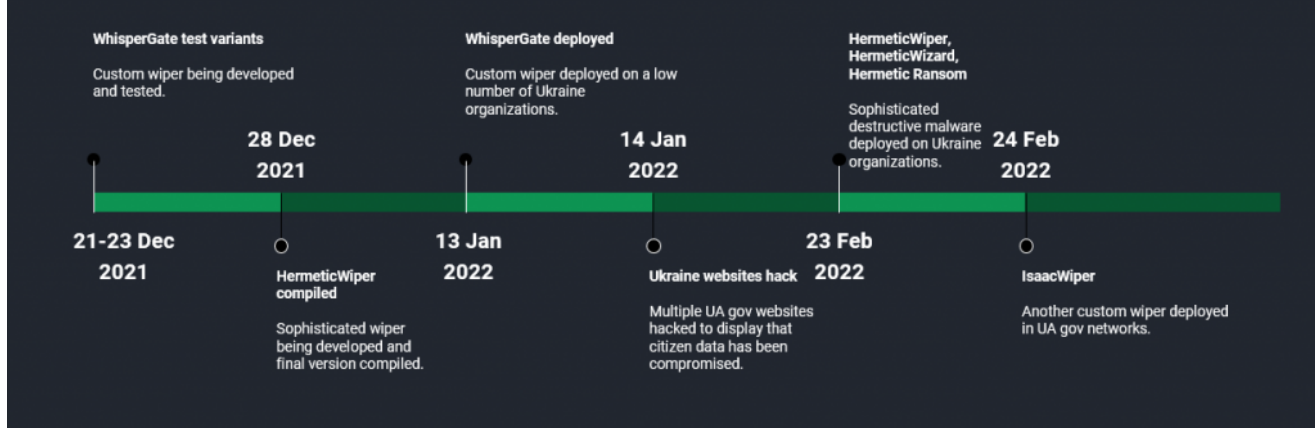 WhisperGate test variants
Custom wiper being developed
and tested.
21-23 Dec
2021
28 Dec
2021
HermeticWiper
compiled
Sophisticated wiper
being developed and
final version compiled.
WhisperGate deployed
Custom wiper deployed on a low
number of Ukraine
organizations.
13 Jan
2022
14 Jan
2022
Ukraine websites hack
Multiple UA gov websites
hacked to display that
citizen data has been
compromised.
HermeticWiper,
HermeticWizard,
Hermetic Ransom
Sophisticated
destructive malware
deployed on Ukraine
organizations.
23 Feb
2022
24 Feb
2022
IsaacWiper
Another custom wiper deployed
in UA gov networks.